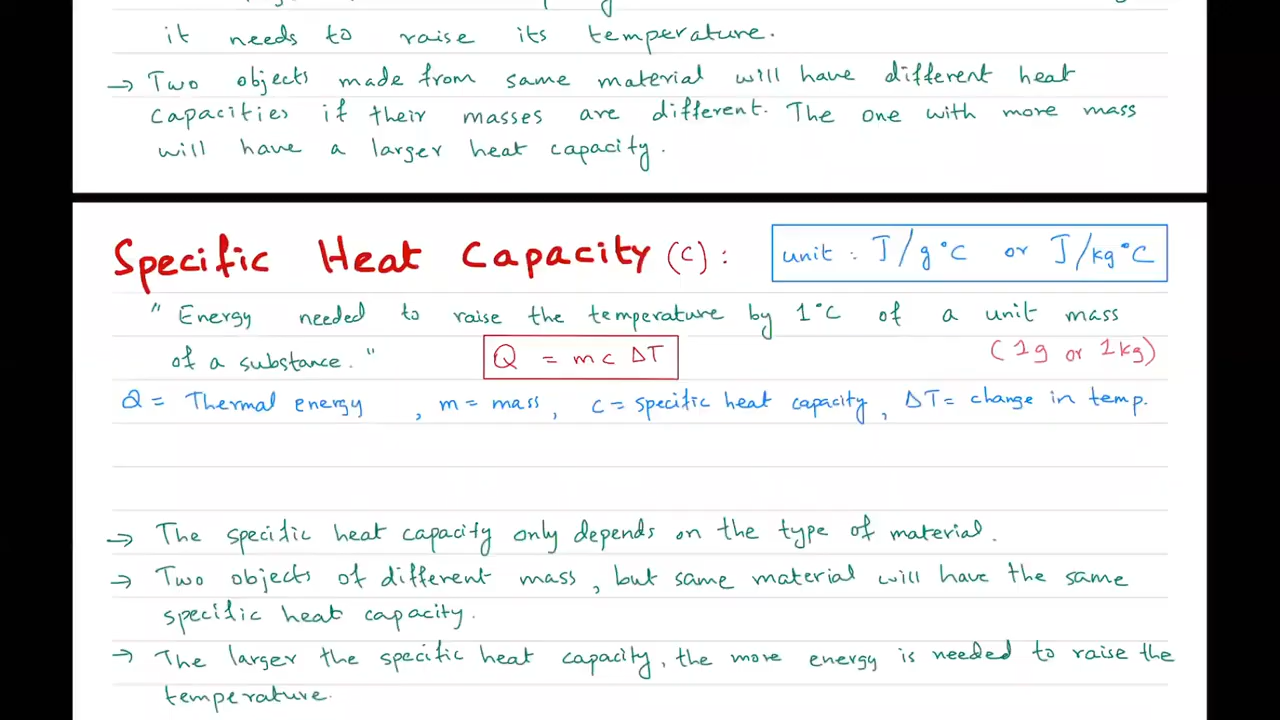 it needs to raise its temperature.
→ Two objects made from same material will have different heat
capacities if their masses are different. The one with more mass
will have a larger heat capacity.
Specific Heat Capacity (c) : unit : J/g°C or J/kg°C
" Energy needed to raise the temperature by 1°C of a unit mass
of a substance. " Q = mc ΔT (1g or 1kg)
Q = Thermal energy , m = mass , c = specific heat capacity , ΔT = change in temp.
→ The specific heat capacity only depends on the type of material.
→ Two objects of different mass, but same material will have the same
specific heat capacity.
→ The larger the specific heat capacity, the more energy is needed to raise the
temperature.